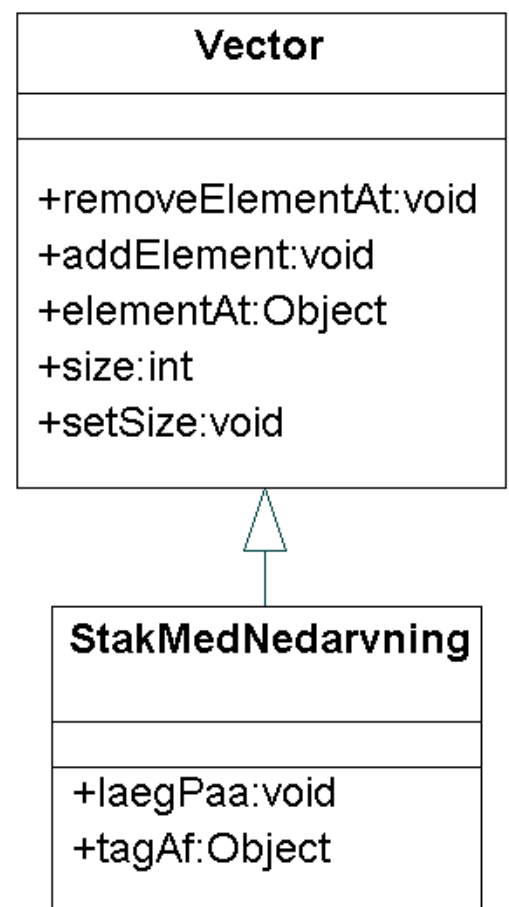 Vector
+removeElementAt:void
+addElement:void
+elementAt:Object
+size:int
+setSize:void
StakMedNedarvning
+laegPaa:void
+tagAf:Object